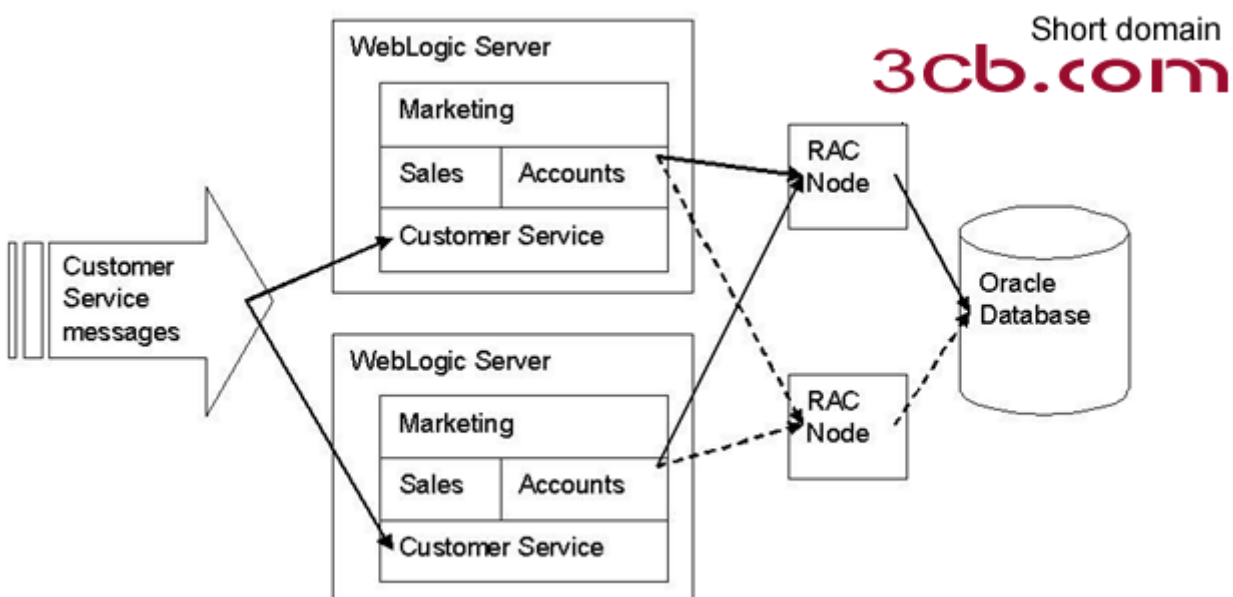 Short domain
3cb.com
WebLogic Server
Marketing
Sales
Accounts
Customer Service
RAC
Node
Customer
Service
messages
Oracle
Database
WebLogic Server
Marketing
Sales
Accounts
Customer Service
RAC
Node